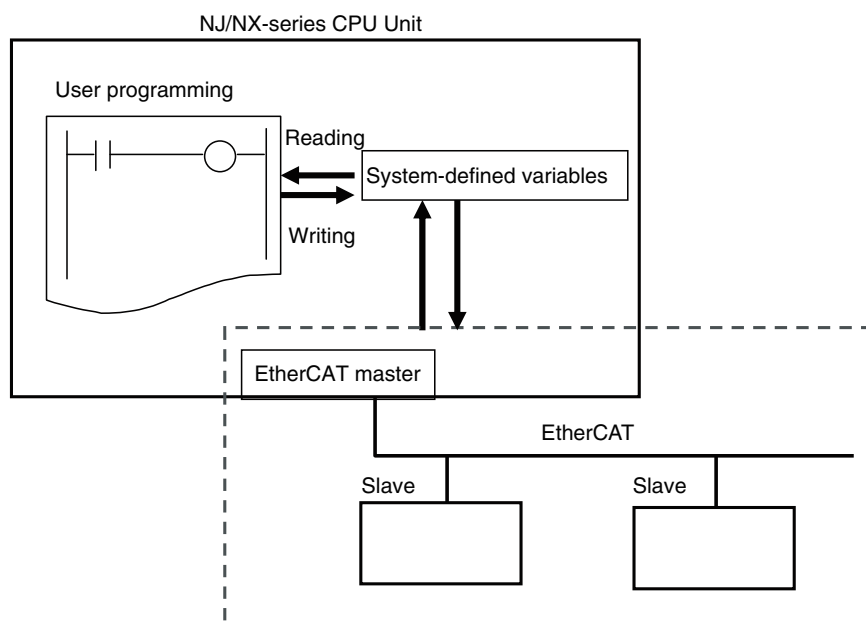 NJ/NX-series CPU Unit
User programming
Reading
System-defined variables
Writing
EtherCAT master
EtherCAT
Slave
Slave